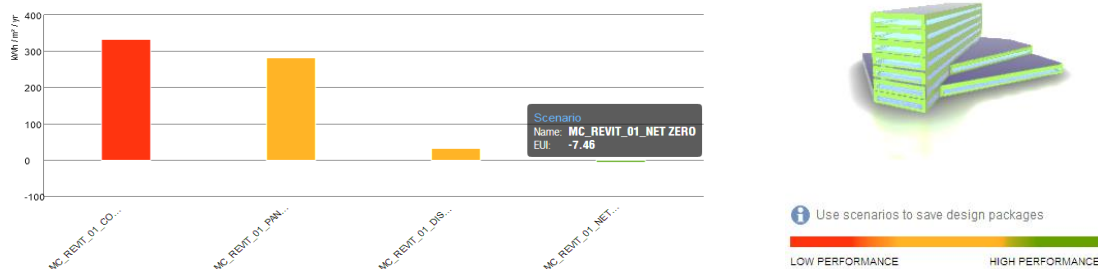 kWh / m² / yr
400
300
200
100
0
-100
Scenario
Name: MC_REVIT_01_NET ZERO
EUI: -7.46
MC_REVIT_01_CO...
MC_REVIT_01_PAN...
MC_REVIT_01_DIS...
MC_REVIT_01_NET...
i Use scenarios to save design packages
LOW PERFORMANCE HIGH PERFORMANCE